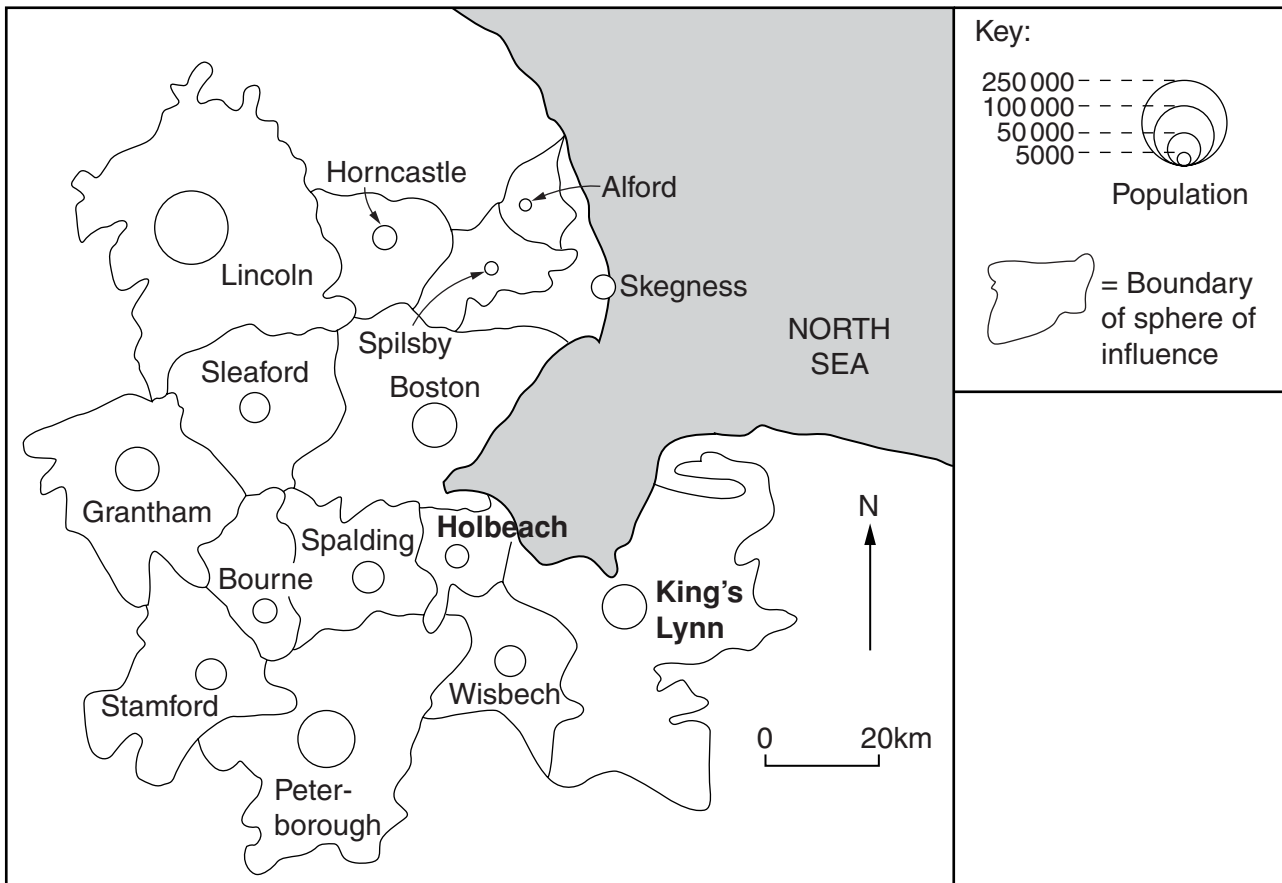 Horncastle
Alford
Lincoln
Skegness
Spilsby
NORTH
SEA
Sleaford
Boston
Grantham
Spalding
Holbeach
Bourne
King's
Lynn
N
Stamford
Wisbech
Peter-
borough
0 20km
Key:
250 000
100 000
50 000
5000
Population
= Boundary
of sphere of
influence